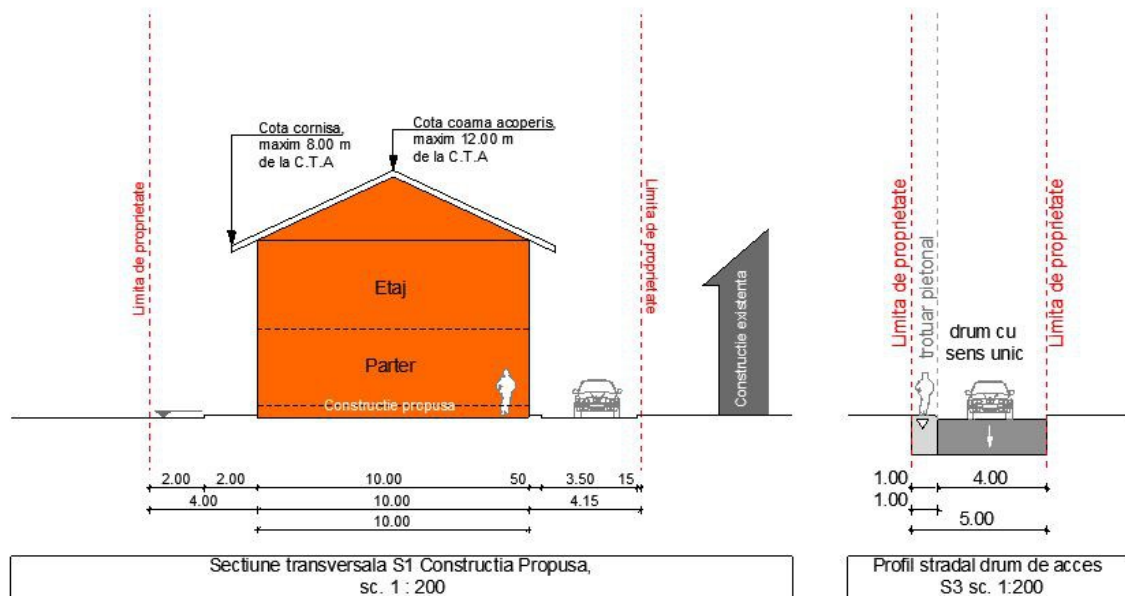 Limita de proprietate
Cota cornisa,
maxim 8.00 m
de la C.T.A
Cota coama acoperis,
maxim 12.00 m
de la C.T.A
Etaj
Parter
Constructie propusa
Limita de proprietate
Constructie existenta
2.00 2.00 10.00 50 3.50 15
4.00 10.00 4.15
10.00
Sectiune transversala S1 Constructia Propusa,
sc. 1 : 200
Limita de proprietate
trotuar pietonal
drum cu
sens unic
Limita de proprietate
1.00 4.00
1.00
5.00
Profil stradal drum de acces
S3 sc. 1:200